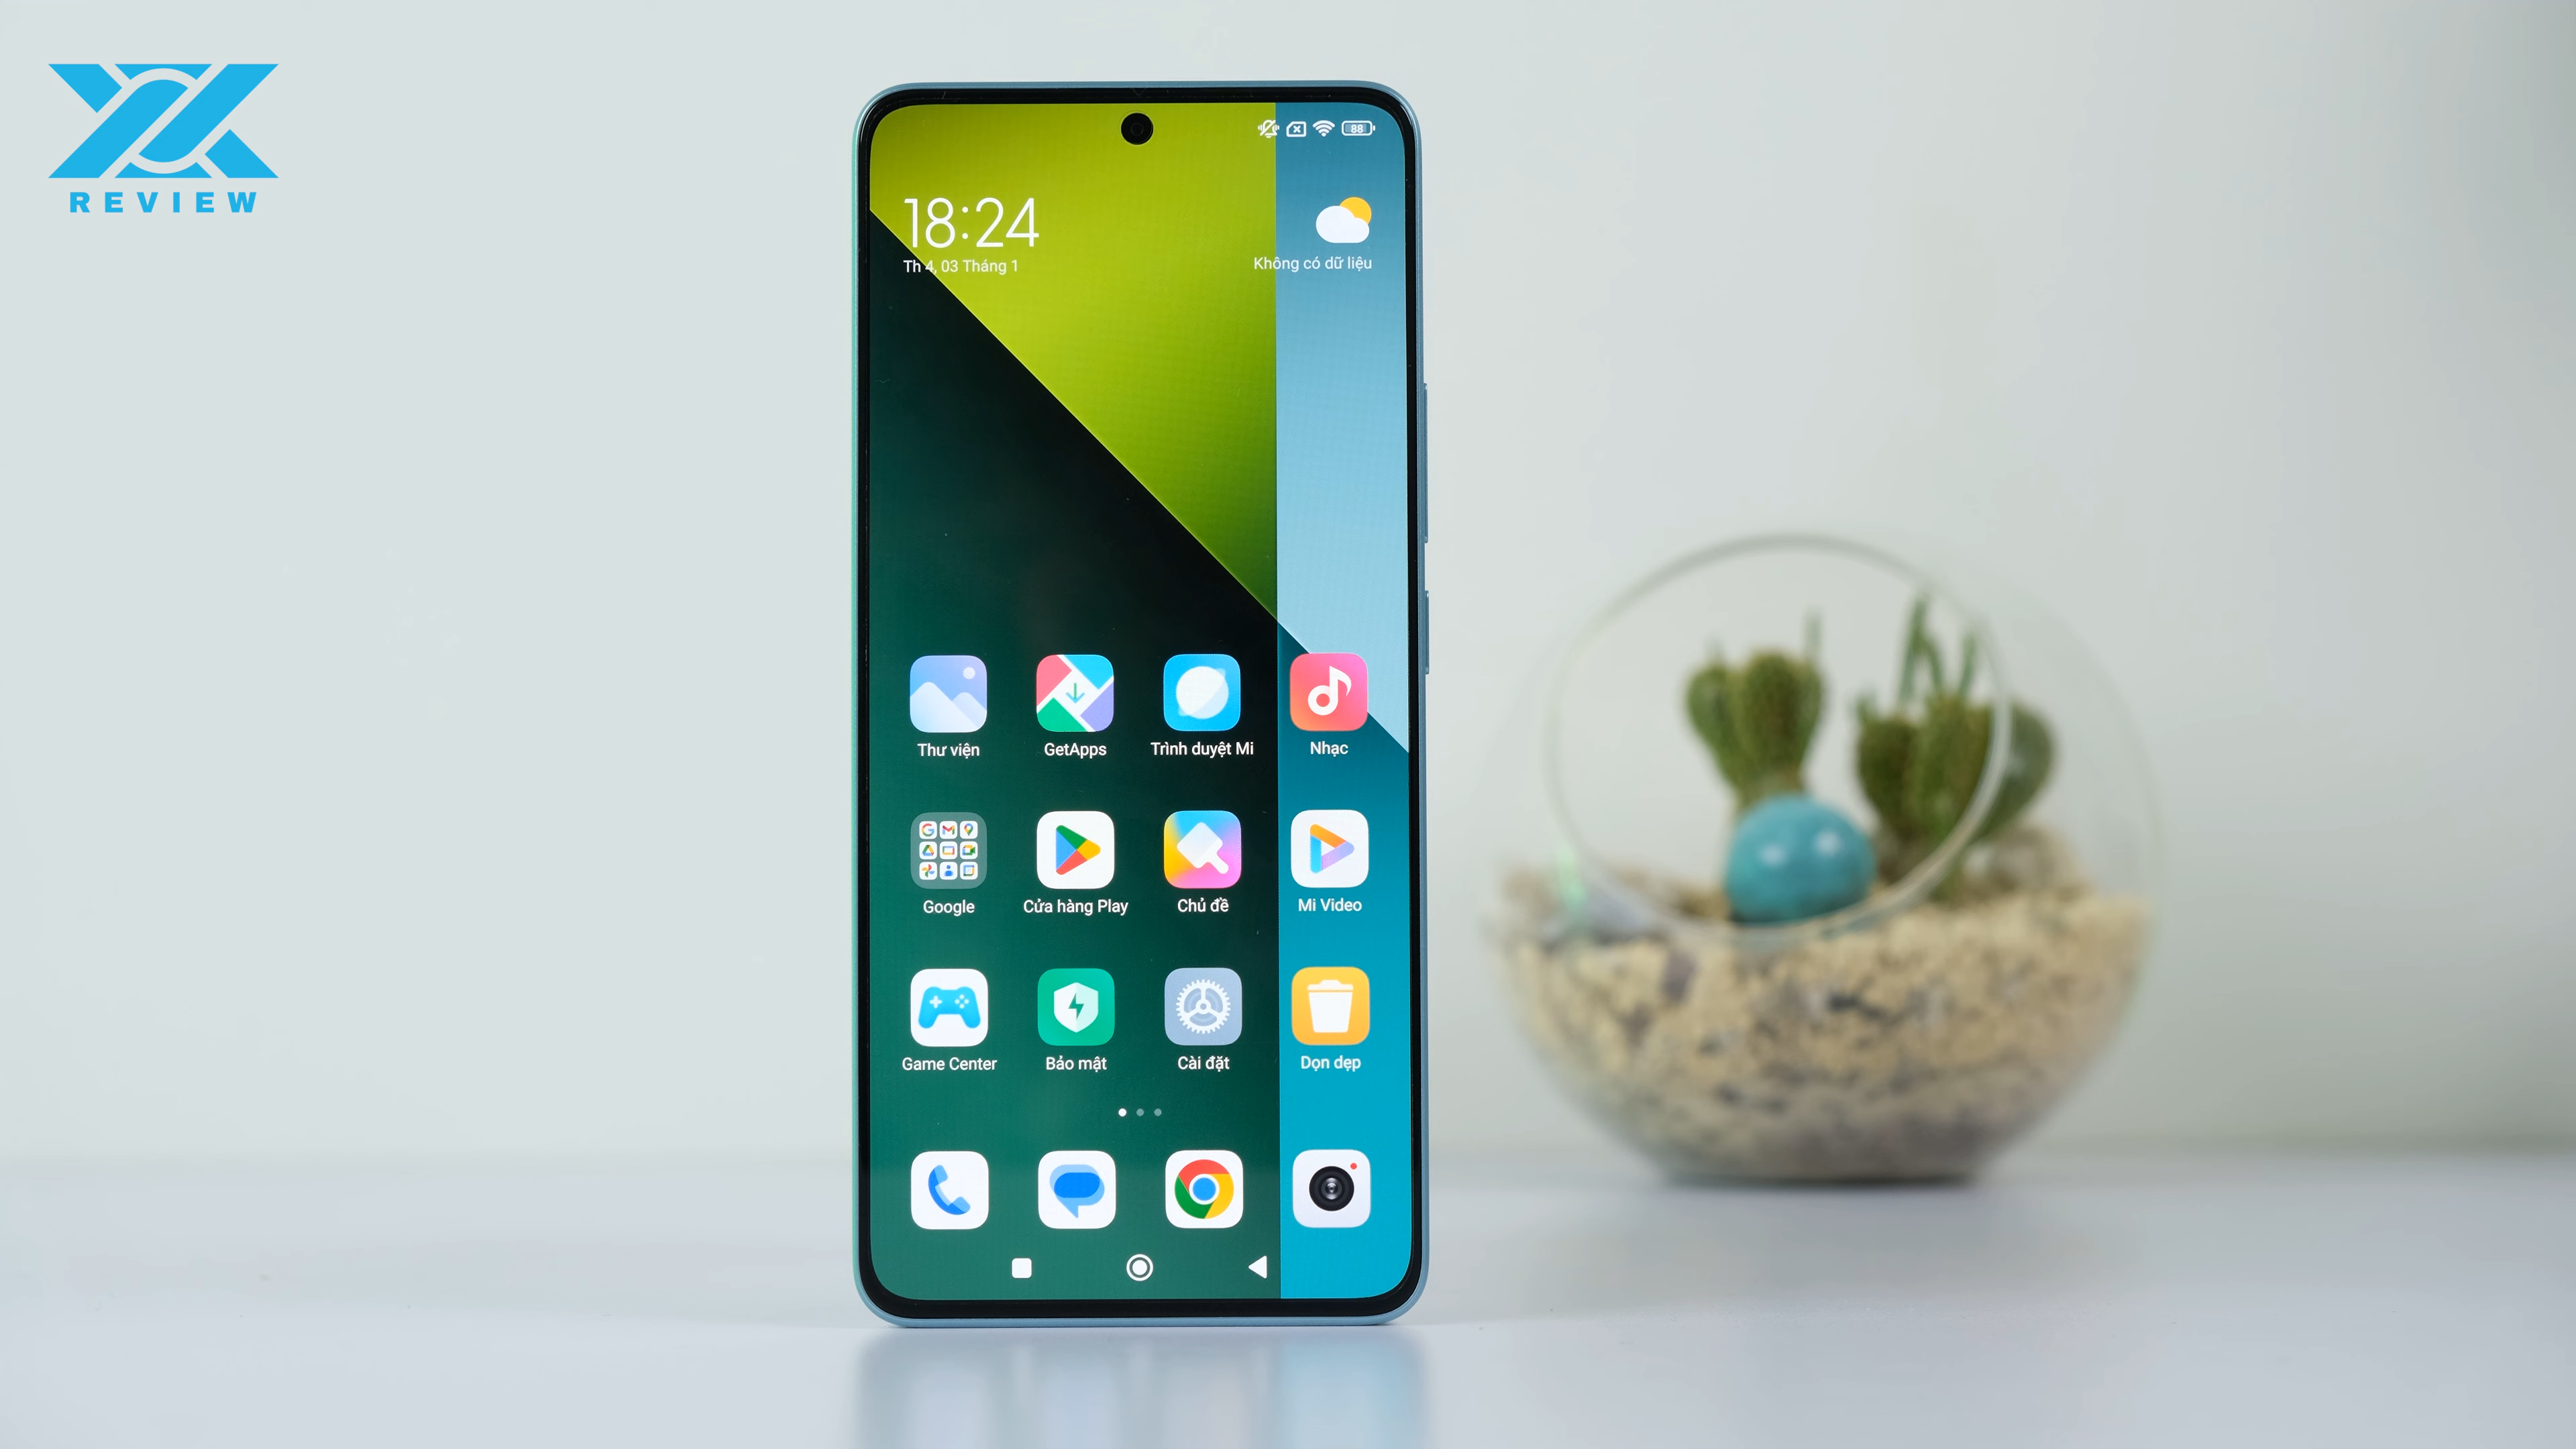 REVIEW
88
18:24
Th 4, 03 Tháng 1
Không có dữ liệu
Thư viện
GetApps
Trình duyệt Mi
Nhạc
Google
Cửa hàng Play
Chủ đề
Mi Video
Game Center
Bảo mật
Cài đặt
Dọn dẹp